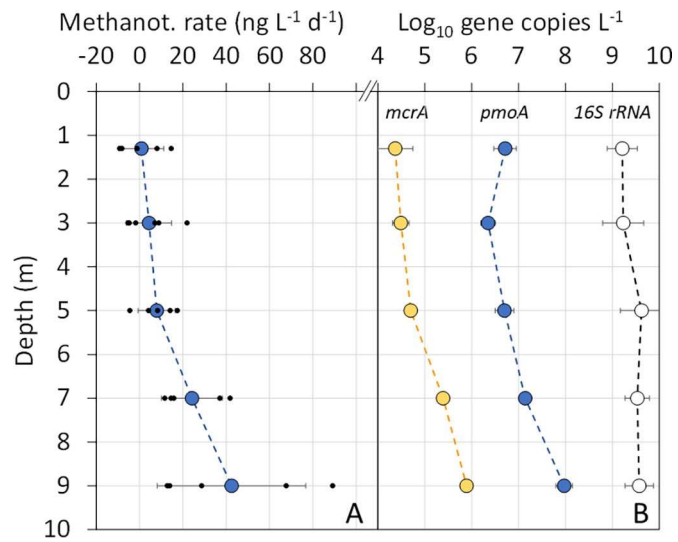 Methanot. rate (ng L⁻¹ d⁻¹) Log₁₀ gene copies L⁻¹
-20 0 20 40 60 80 4 5 6 7 8 9 10
0
mcrA pmoA 16S rRNA
1
2
3
4
5
6
7
8
9
10
Depth (m)
A B